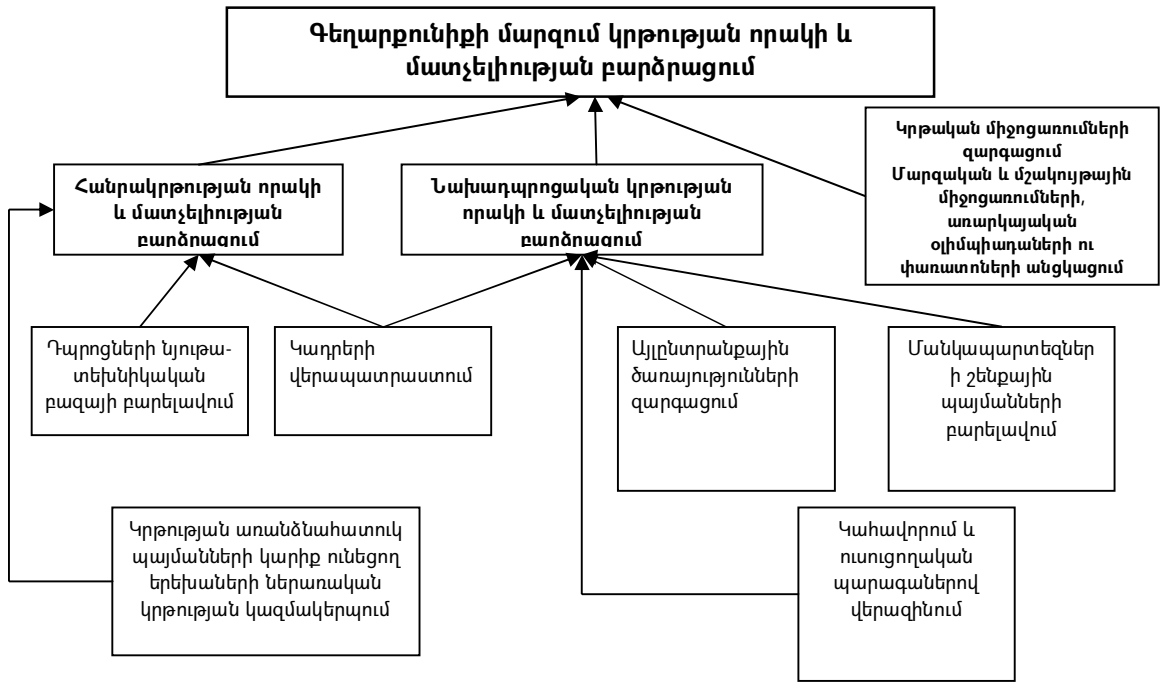 Գեղարքունիքի մարզում կրթության որակի և
մատչելիության բարձրացում
Կրթական միջոցառումների
զարգացում
Մարզական և մշակույթային
միջոցառումների,
առարկայական
օլիմպիադաների ու
փառատոների անցկացում
Հանրակրթության որակի
և մատչելիության
բարձրացում
Նախադպրոցական կրթության
որակի և մատչելիության
բարձրացում
Դպրոցների նյութա-
տեխնիկական
բազայի բարելավում
Կադրերի
վերապատրաստում
Այլընտրանքային
ծառայությունների
զարգացում
Մանկապարտեզներ
ի շենքային
պայմանների
բարելավում
Կրթության առանձնահատուկ
պայմանների կարիք ունեցող
երեխաների ներառական
կրթության կազմակերպում
Կահավորում և
ուսուցողական
պարագաներով
վերազինում